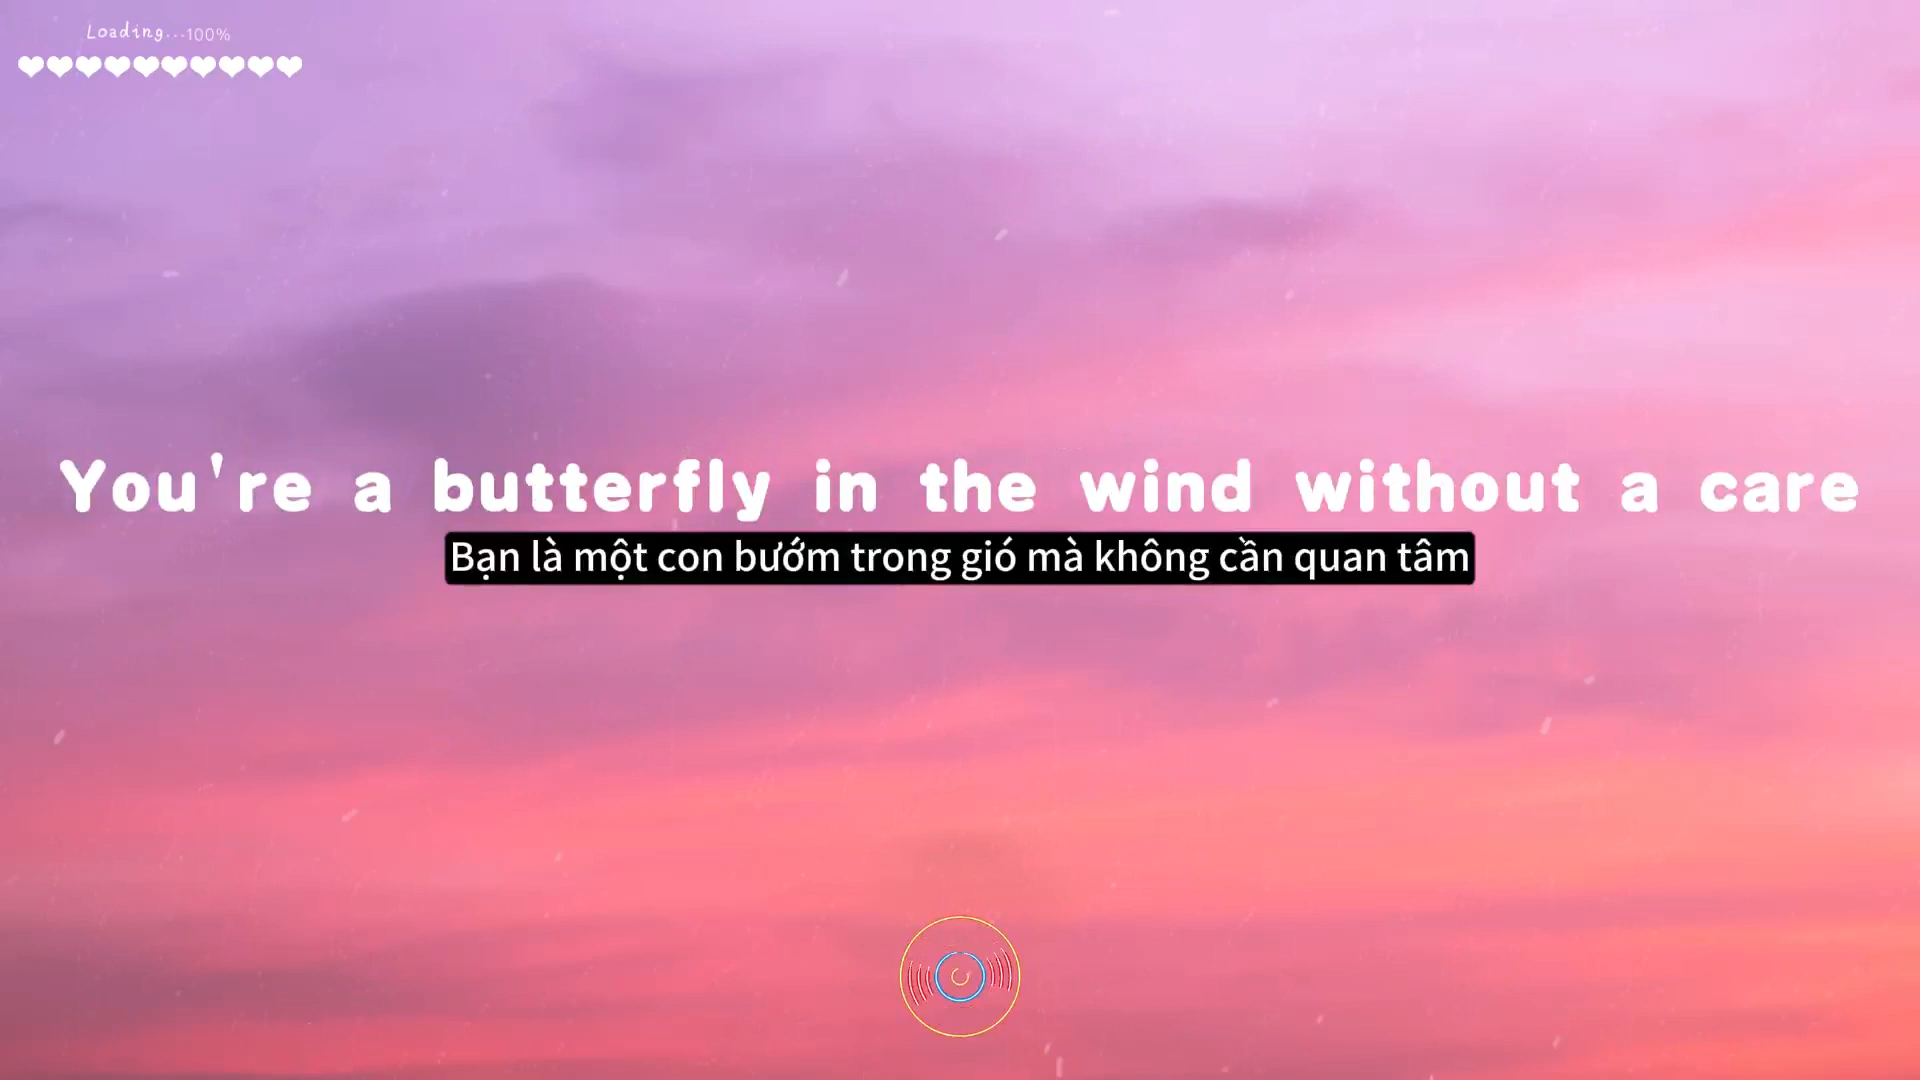 Loading...100%
You're a butterfly in the wind without a care
Bạn là một con bướm trong gió mà không cần quan tâm